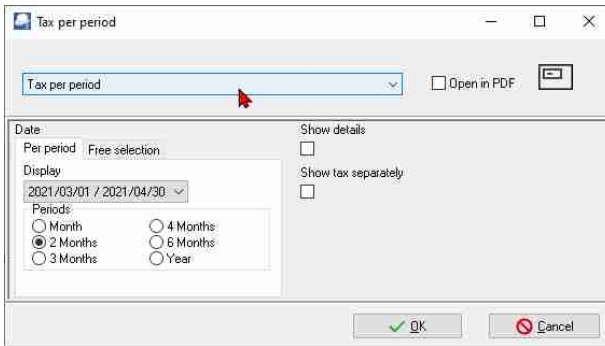 Tax per period
Tax per period
Open in PDF
Date
Per period Free selection
Display
2021/03/01 / 2021/04/30
Periods
Month
4 Months
2 Months
6 Months
3 Months
Year
Show details
Show tax separately
OK
Cancel